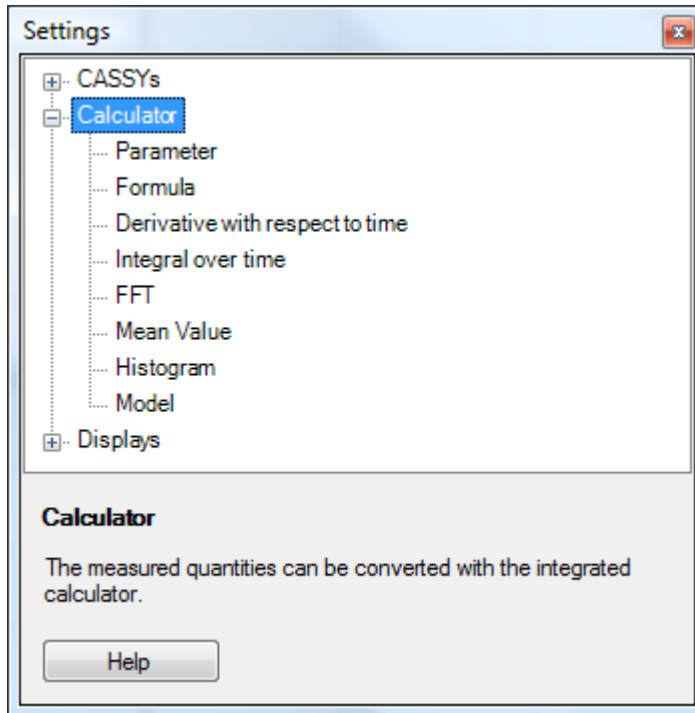 Settings
CASSYs
Calculator
Parameter
Formula
Derivative with respect to time
Integral over time
FFT
Mean Value
Histogram
Model
Displays
Calculator
The measured quantities can be converted with the integrated
calculator.
Help